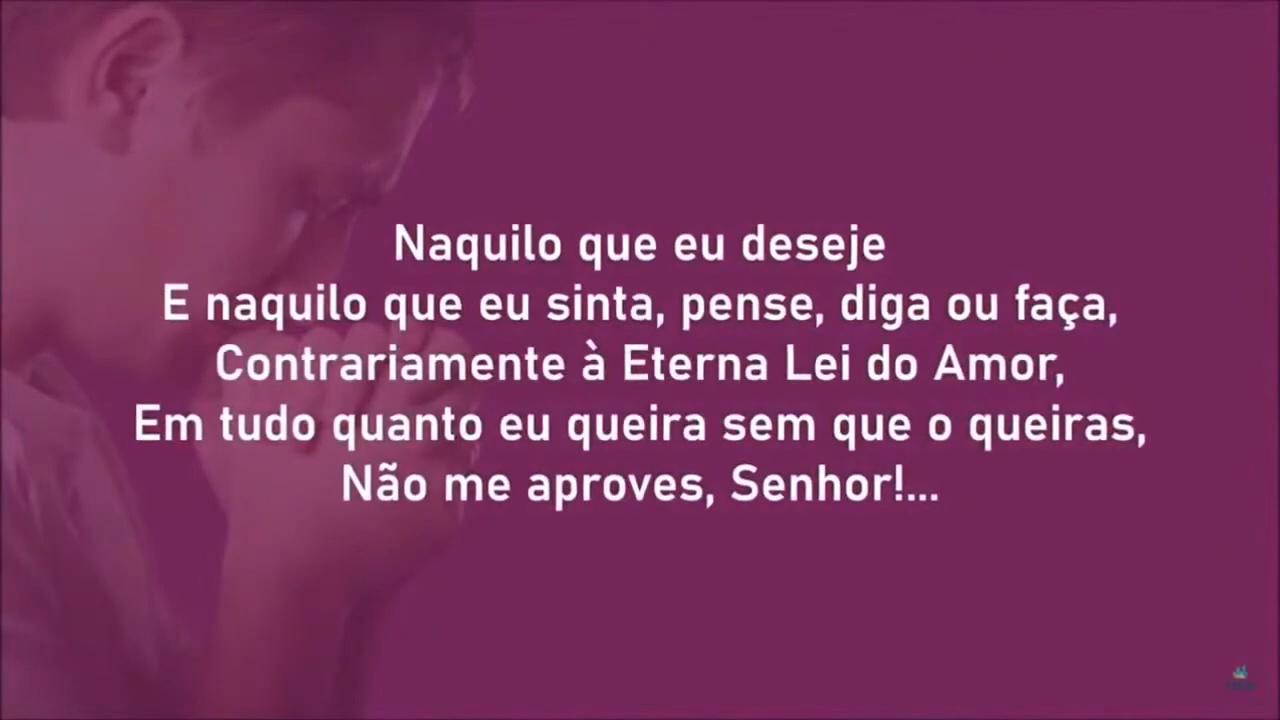 Naquilo que eu deseje
E naquilo que eu sinta, pense, diga ou faça,
Contrariamente à Eterna Lei do Amor,
Em tudo quanto eu queira sem que o queiras,
Não me aproves, Senhor!...